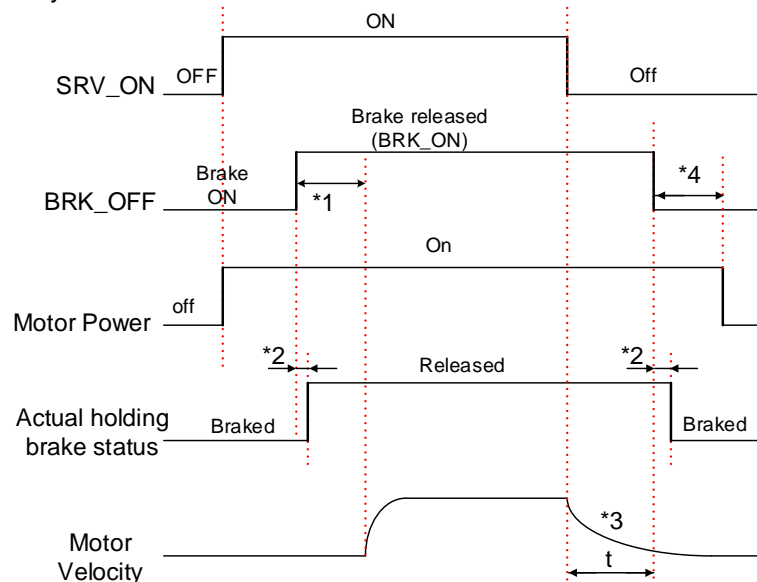 ON
OFF
Off
SRV_ON
Brake released
(BRK_ON)
Brake
ON
*1
*4
BRK_OFF
On
off
Motor Power
*2
*2
Released
Actual holding
brake status
Braked
Braked
*3
t
Motor
Velocity